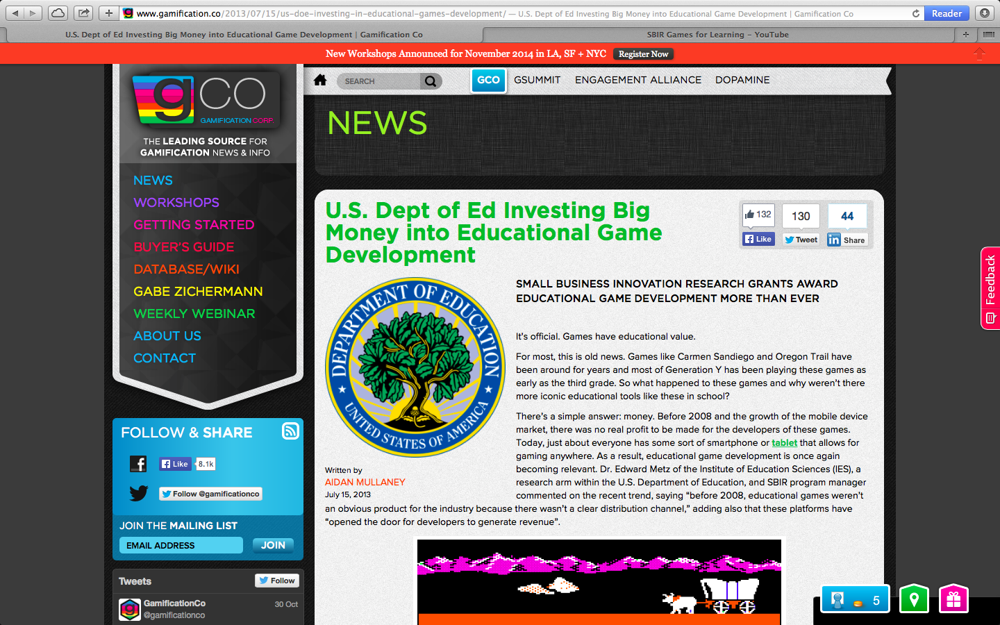 www.gamification.co/2013/07/15/us-doe-investing-in-educational-games-development/ — U.S. Dept of Ed Investing Big Money into Educational Game Development | Gamification Co
Reader
U.S. Dept of Ed Investing Big Money into Educational Game Development | Gamification Co
SBIR Games for Learning – YouTube
New Workshops Announced for November 2014 in LA, SF + NYC
Register Now
g CO
GAMIFICATION CORP.
THE LEADING SOURCE FOR
GAMIFICATION NEWS & INFO
SEARCH
GCO
GSUMMIT
ENGAGEMENT ALLIANCE
DOPAMINE
NEWS
NEWS
WORKSHOPS
GETTING STARTED
BUYER'S GUIDE
DATABASE/WIKI
GABE ZICHERMANN
WEEKLY WEBINAR
ABOUT US
CONTACT
FOLLOW & SHARE
f
Like
8.1k
Follow @gamificationco
JOIN THE MAILING LIST
EMAIL ADDRESS
JOIN
Tweets
Follow
GamificationCo
30 Oct
@gamificationco
U.S. Dept of Ed Investing Big
Money into Educational Game
Development
132
130
44
Like
Tweet
in Share
DEPARTMENT OF EDUCATION
UNITED STATES OF AMERICA
Written by
AIDAN MULLANEY
July 15, 2013
SMALL BUSINESS INNOVATION RESEARCH GRANTS AWARD
EDUCATIONAL GAME DEVELOPMENT MORE THAN EVER
It's official. Games have educational value.
For most, this is old news. Games like Carmen Sandiego and Oregon Trail have
been around for years and most of Generation Y has been playing these games as
early as the third grade. So what happened to these games and why weren't there
more iconic educational tools like these in school?
There's a simple answer: money. Before 2008 and the growth of the mobile device
market, there was no real profit to be made for the developers of these games.
Today, just about everyone has some sort of smartphone or tablet that allows for
gaming anywhere. As a result, educational game development is once again
becoming relevant. Dr. Edward Metz of the Institute of Education Sciences (IES), a
research arm within the U.S. Department of Education, and SBIR program manager
commented on the recent trend, saying “before 2008, educational games weren't
an obvious product for the industry because there wasn't a clear distribution channel,” adding also that these platforms have
“opened the door for developers to generate revenue”.
Feedback
5